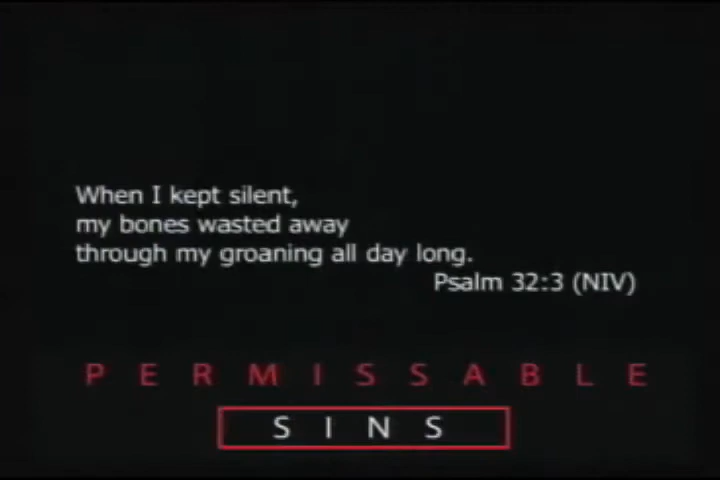 When I kept silent,
my bones wasted away
through my groaning all day long.
Psalm 32:3 (NIV)
PERMISSABLE
SINS